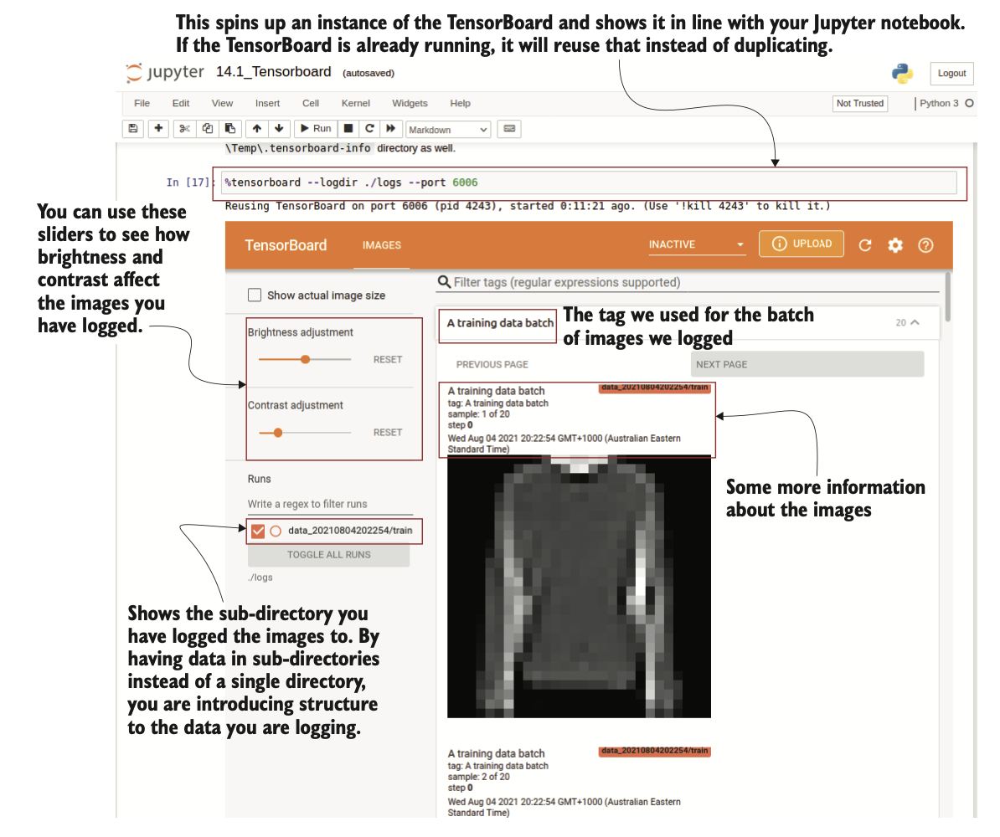 This spins up an instance of the TensorBoard and shows it in line with your Jupyter notebook.
If the TensorBoard is already running, it will reuse that instead of duplicating.
jupyter 14.1_Tensorboard (autosaved)
Logout
File Edit View Insert Cell Kernel Widgets Help
Not Trusted
Python 3
Run
Markdown
\Temp\.tensorboard-info directory as well.
In [17]: %tensorboard --logdir ./logs --port 6006
Reusing TensorBoard on port 6006 (pid 4243), started 0:11:21 ago. (Use '!kill 4243' to kill it.)
You can use these
sliders to see how
brightness and
contrast affect
the images you
have logged.
TensorBoard IMAGES
INACTIVE
UPLOAD
Show actual image size
Filter tags (regular expressions supported)
Brightness adjustment
RESET
Contrast adjustment
RESET
A training data batch
The tag we used for the batch
of images we logged
20
PREVIOUS PAGE
NEXT PAGE
A training data batch
data_20210804202254/train
tag: A training data batch
sample: 1 of 20
step 0
Wed Aug 04 2021 20:22:54 GMT+1000 (Australian Eastern
Standard Time)
Some more information
about the images
Runs
Write a regex to filter runs
data_20210804202254/train
TOGGLE ALL RUNS
./logs
Shows the sub-directory you
have logged the images to. By
having data in sub-directories
instead of a single directory,
you are introducing structure
to the data you are logging.
A training data batch
data_20210804202254/train
tag: A training data batch
sample: 2 of 20
step 0
Wed Aug 04 2021 20:22:54 GMT+1000 (Australian Eastern
Standard Time)